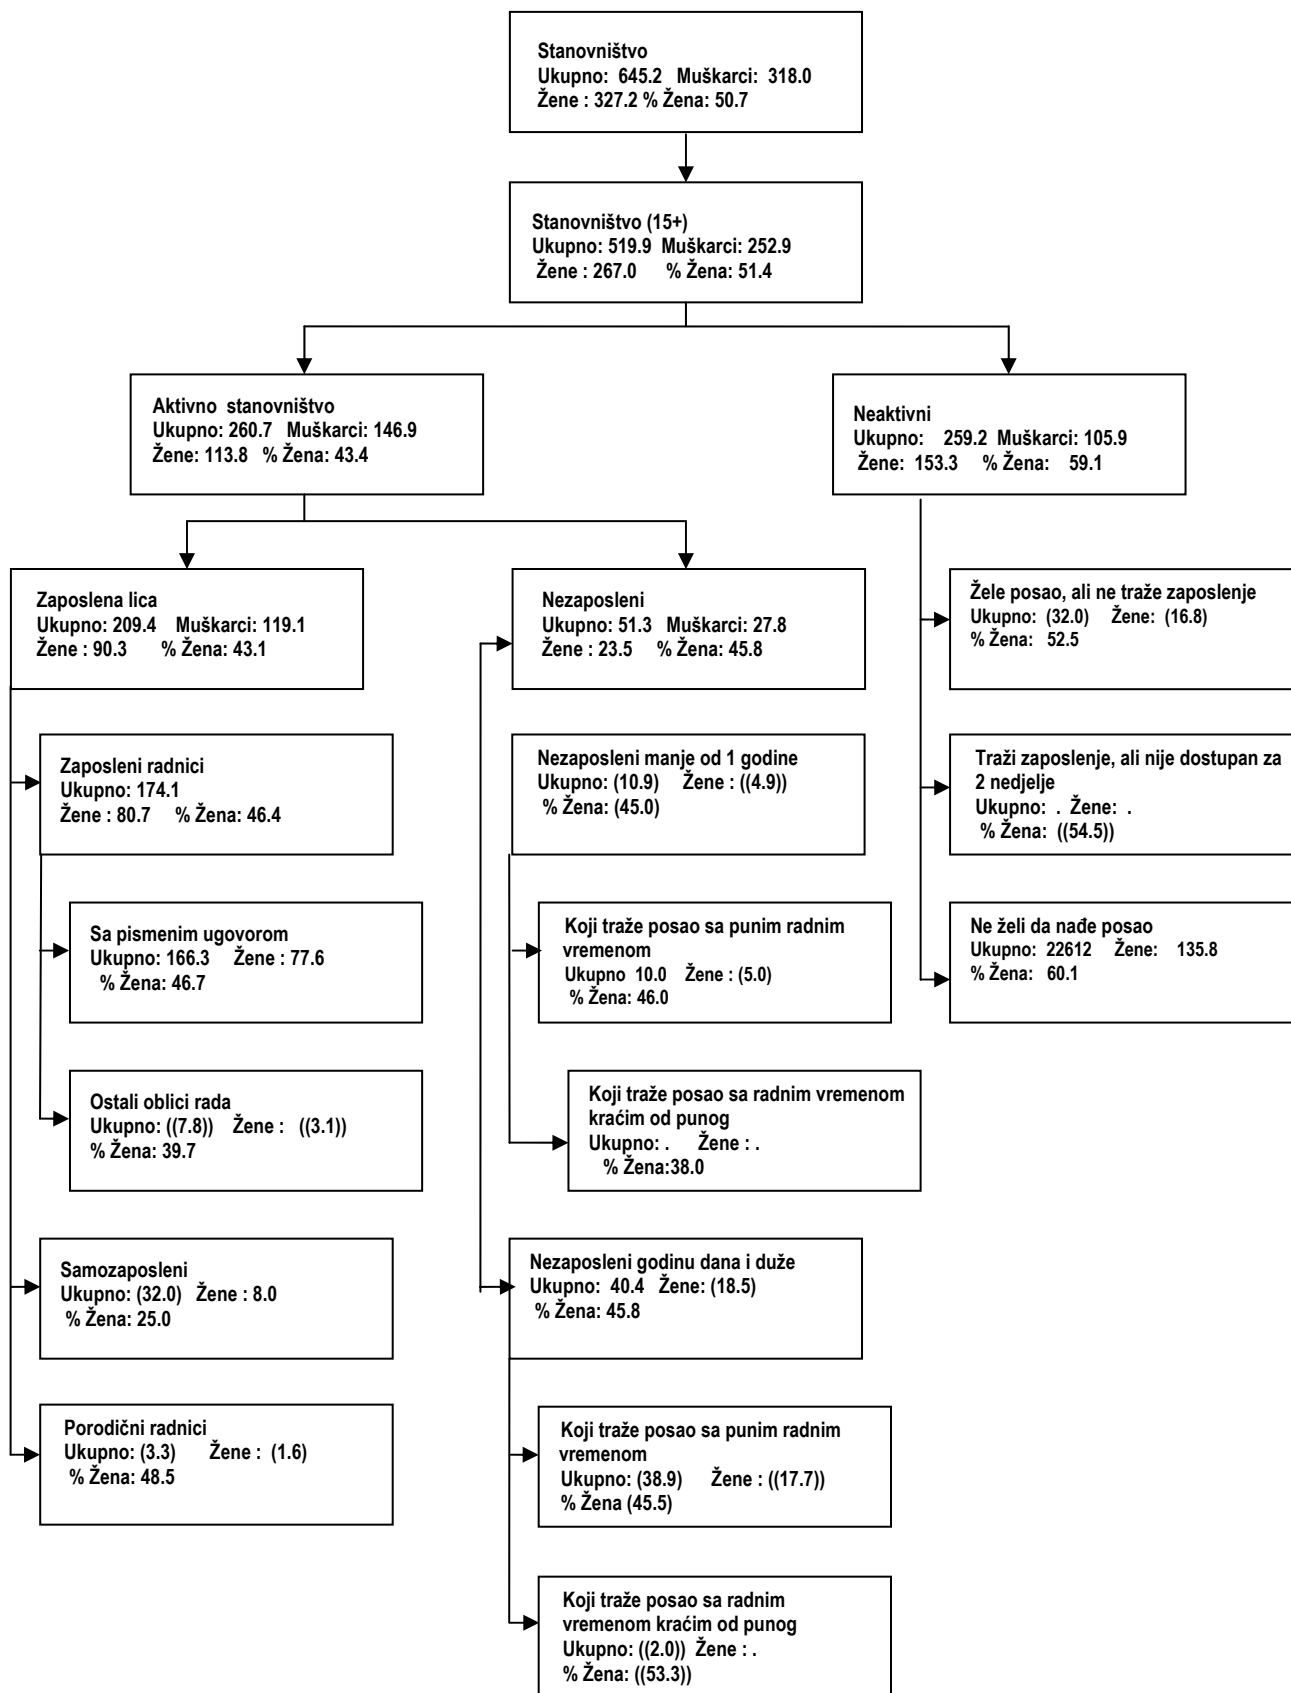 Stanovništvo
Ukupno: 645.2 Muškarci: 318.0
Žene : 327.2 % Žena: 50.7
Stanovništvo (15+)
Ukupno: 519.9 Muškarci: 252.9
Žene : 267.0 % Žena: 51.4
Aktivno stanovništvo
Ukupno: 260.7 Muškarci: 146.9
Žene: 113.8 % Žena: 43.4
Neaktivni
Ukupno: 259.2 Muškarci: 105.9
Žene: 153.3 % Žena: 59.1
Zaposlena lica
Ukupno: 209.4 Muškarci: 119.1
Žene : 90.3 % Žena: 43.1
Nezaposleni
Ukupno: 51.3 Muškarci: 27.8
Žene : 23.5 % Žena: 45.8
Žele posao, ali ne traže zaposlenje
Ukupno: (32.0) Žene: (16.8)
% Žena: 52.5
Zaposleni radnici
Ukupno: 174.1
Žene : 80.7 % Žena: 46.4
Nezaposleni manje od 1 godine
Ukupno: (10.9) Žene : ((4.9))
% Žena: (45.0)
Traži zaposlenje, ali nije dostupan za
2 nedjelje
Ukupno: . Žene: .
% Žena: ((54.5))
Sa pismenim ugovorom
Ukupno: 166.3 Žene : 77.6
% Žena: 46.7
Koji traže posao sa punim radnim
vremenom
Ukupno 10.0 Žene : (5.0)
% Žena: 46.0
Ne želi da nađe posao
Ukupno: 22612 Žene: 135.8
% Žena: 60.1
Ostali oblici rada
Ukupno: ((7.8)) Žene : ((3.1))
% Žena: 39.7
Koji traže posao sa radnim vremenom
kraćim od punog
Ukupno: . Žene : .
% Žena:38.0
Samozaposleni
Ukupno: (32.0) Žene : 8.0
% Žena: 25.0
Nezaposleni godinu dana i duže
Ukupno: 40.4 Žene: (18.5)
% Žena: 45.8
Porodični radnici
Ukupno: (3.3) Žene : (1.6)
% Žena: 48.5
Koji traže posao sa punim radnim
vremenom
Ukupno: (38.9) Žene : ((17.7))
% Žena (45.5)
Koji traže posao sa radnim
vremenom kraćim od punog
Ukupno: ((2.0)) Žene : .
% Žena: ((53.3))